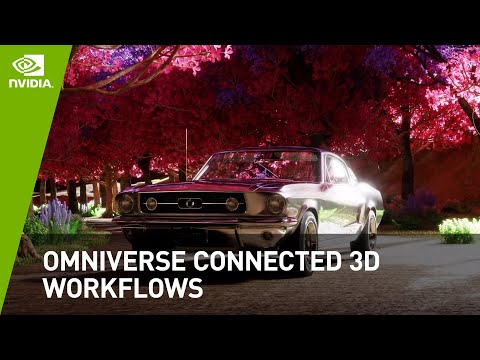 NVIDIA.
OMNIVERSE CONNECTED 3D
WORKFLOWS